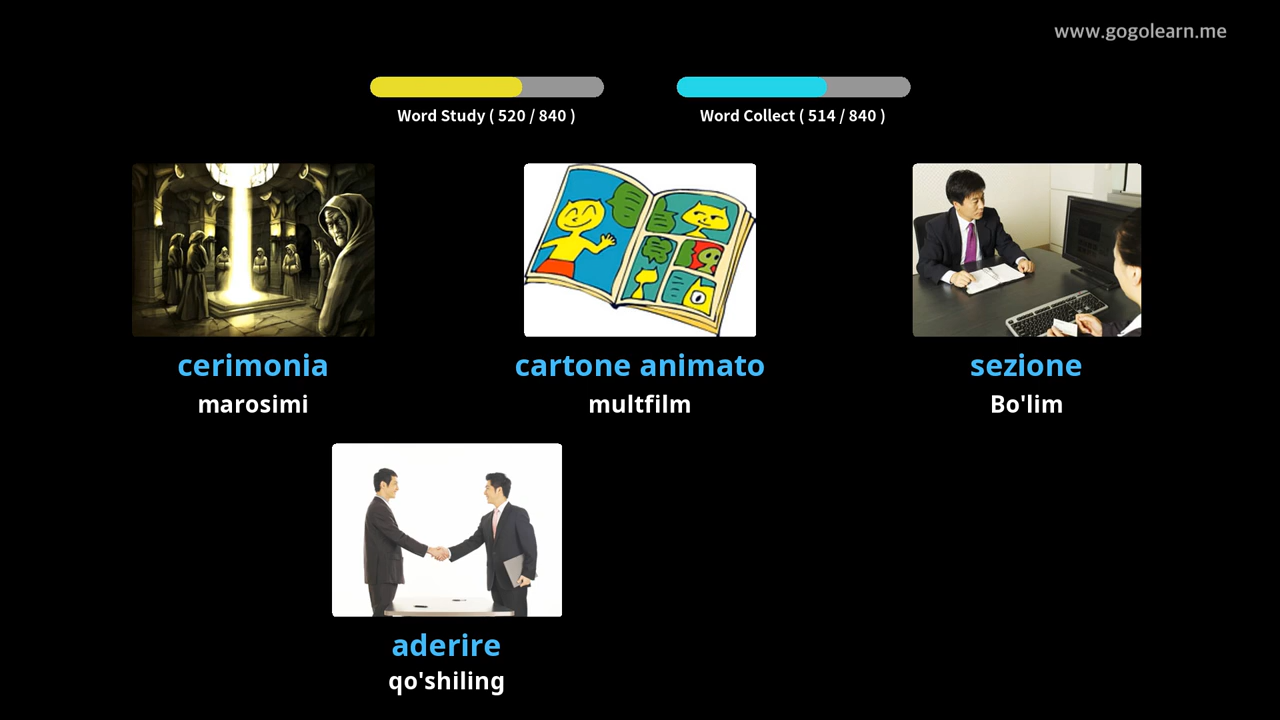 www.gogolearn.me
Word Study ( 520 / 840 )
Word Collect ( 514 / 840 )
cerimonia
marosimi
cartone animato
multfilm
sezione
Bo'lim
aderire
qo'shiling